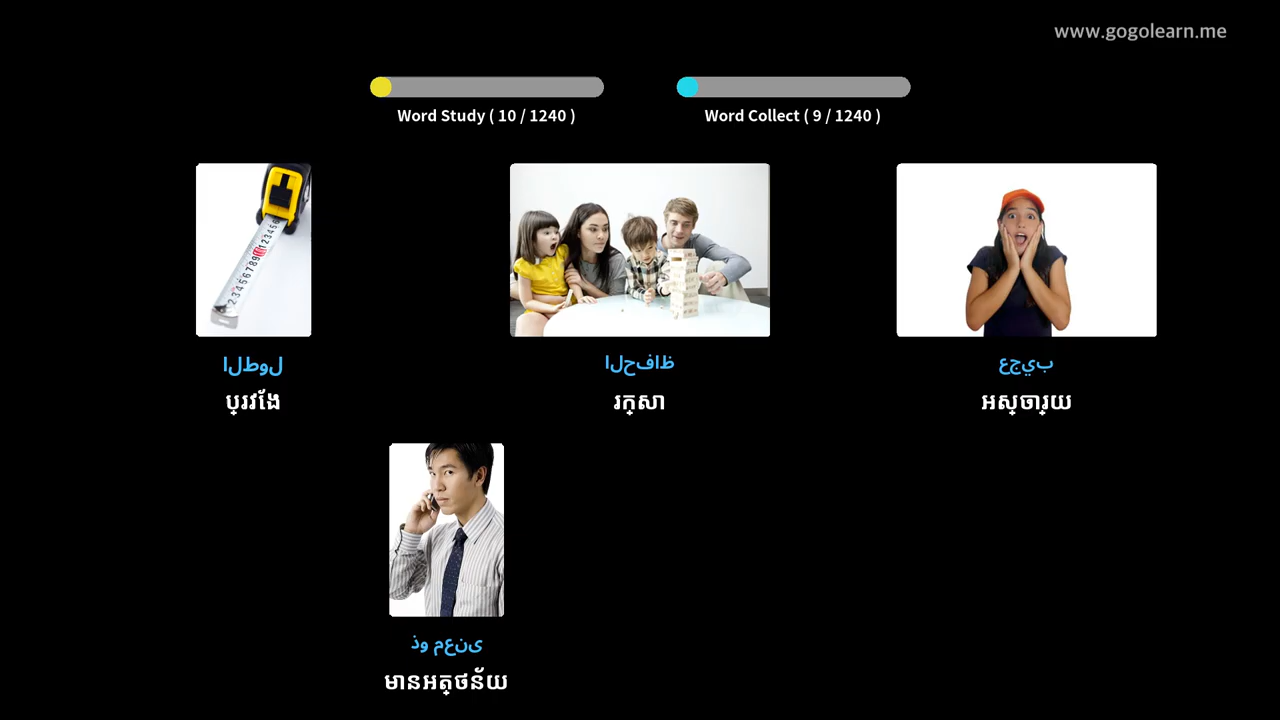 www.gogolearn.me
Word Study ( 10 / 1240 )
Word Collect ( 9 / 1240 )
الطول
ប្រវែង
الحفاظ
រក្សា
عجيب
អស្ចារ្យ
ذو معنى
មានអត្ថន័យ